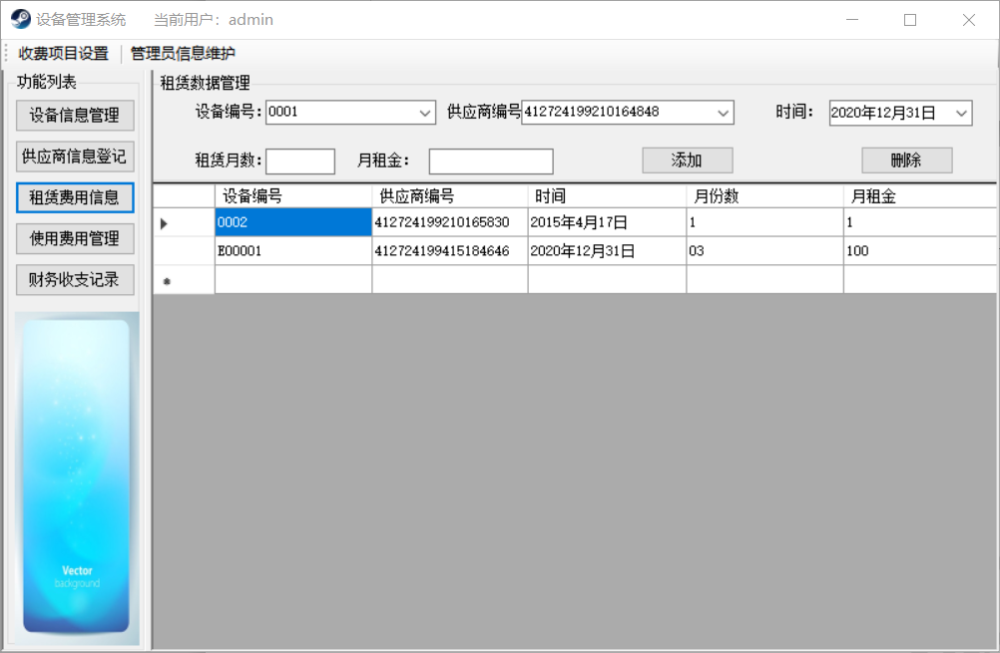 设备管理系统 当前用户：admin
收费项目设置 管理员信息维护
功能列表
设备信息管理
供应商信息登记
租赁费用信息
使用费用管理
财务收支记录
Vector
background
租赁数据管理
设备编号: 0001 供应商编号 412724199210164848 时间: 2020年12月31日
租赁月数: 月租金: 添加 删除
设备编号 供应商编号 时间 月份数 月租金
0002 412724199210165830 2015年4月17日 1 1
E00001 412724199415184646 2020年12月31日 03 100